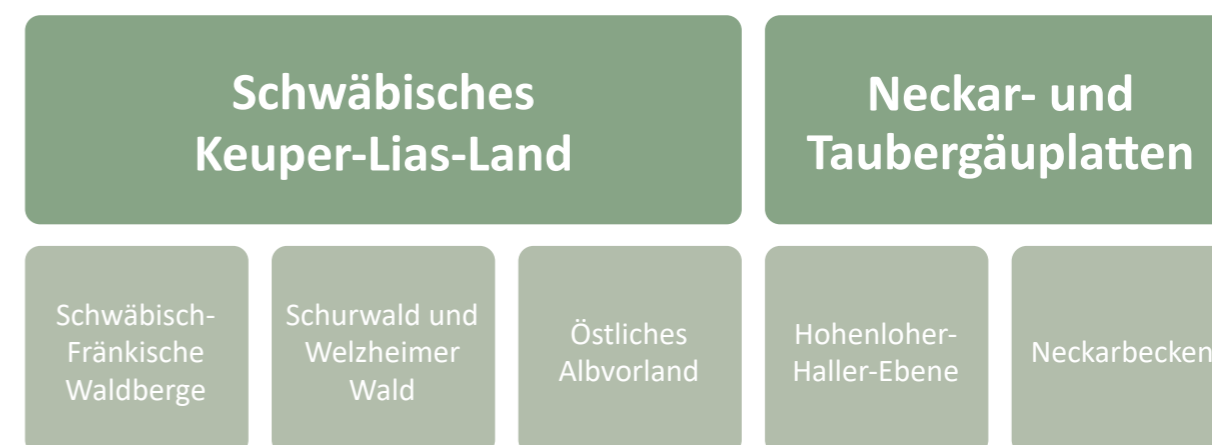 Schwäbisches
Keuper-Lias-Land
Neckar- und
Taubergäuplatten
Schwäbisch-
Fränkische
Waldberge
Schurwald und
Welzheimer
Wald
Östliches
Albvorland
Hohenloher-
Haller-Ebene
Neckarbecken